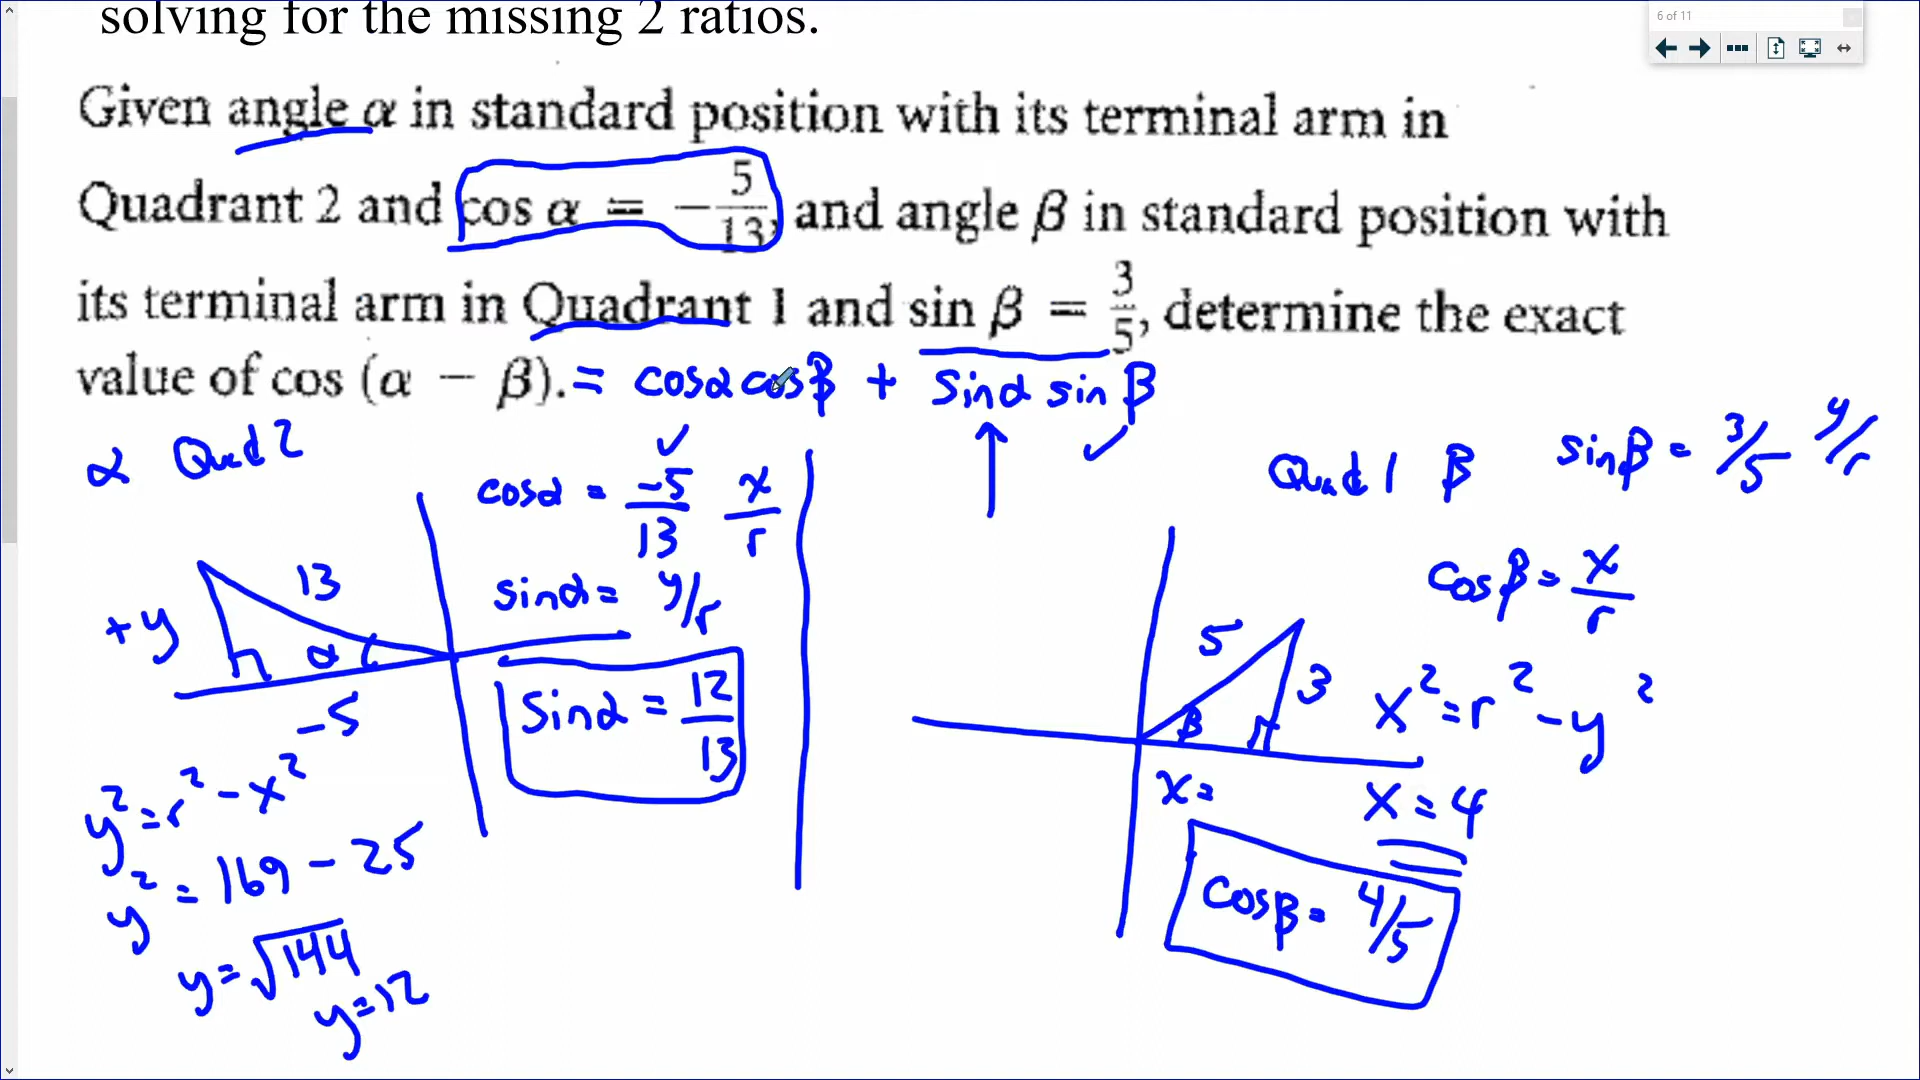 solving for the missing 2 ratios.
6 of 11
Given angle α in standard position with its terminal arm in
Quadrant 2 and cos α = −5/13, and angle β in standard position with
its terminal arm in Quadrant 1 and sin β = 3/5, determine the exact
value of cos (α − β). = cosα cosβ + sinα sinβ
α Quad 2
cosα = -5/13 x/r
sinα = y/r
sinα = 12/13
13
+y
α
-5
y² = r² - x²
y² = 169 - 25
y = √144
y = 12
Quad 1 β
sinβ = 3/5 y/r
cosβ = x/r
5
3
β
x² = r² - y²
x =
x = 4
cosβ = 4/5